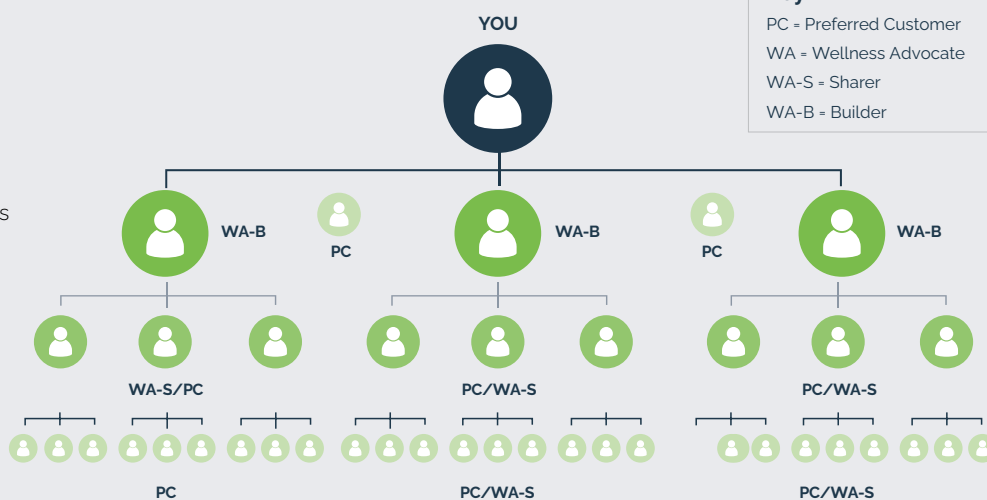 YOU
PC = Preferred Customer
WA = Wellness Advocate
WA-S = Sharer
WA-B = Builder
s
WA-B
PC
WA-B
PC
WA-B
WA-S/PC
PC/WA-S
PC/WA-S
PC
PC/WA-S
PC/WA-S